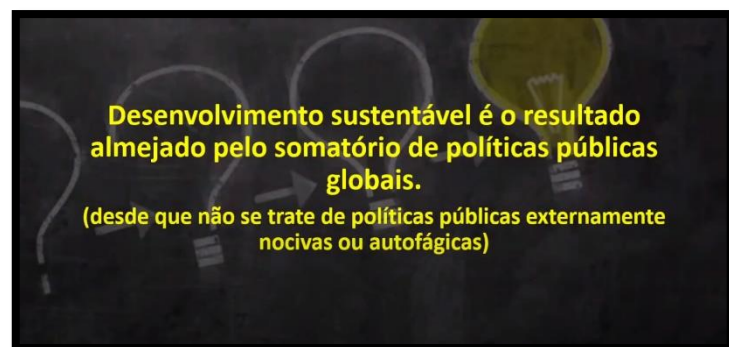 Desenvolvimento sustentável é o resultado
almejado pelo somatório de políticas públicas
globais.
(desde que não se trate de políticas públicas externamente
nocivas ou autofágicas)